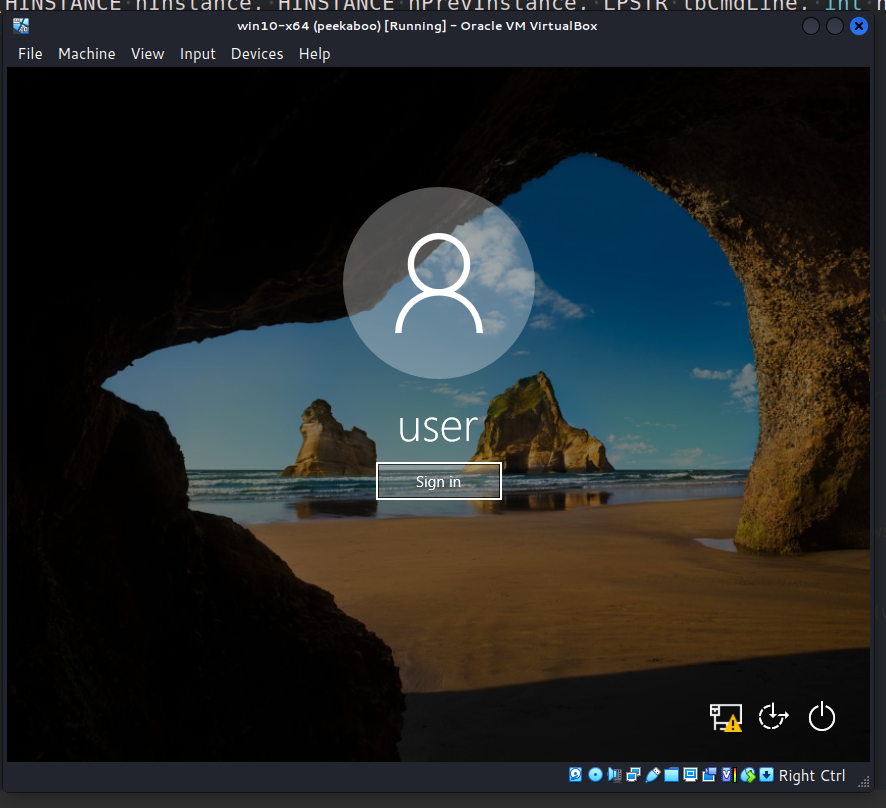 HINSTANCE hInstance, HINSTANCE hPrevInstance, LPSTR lpCmdLine, int n
win10-x64 (peekaboo) [Running] - Oracle VM VirtualBox
File Machine View Input Devices Help
user
Sign in
Right Ctrl